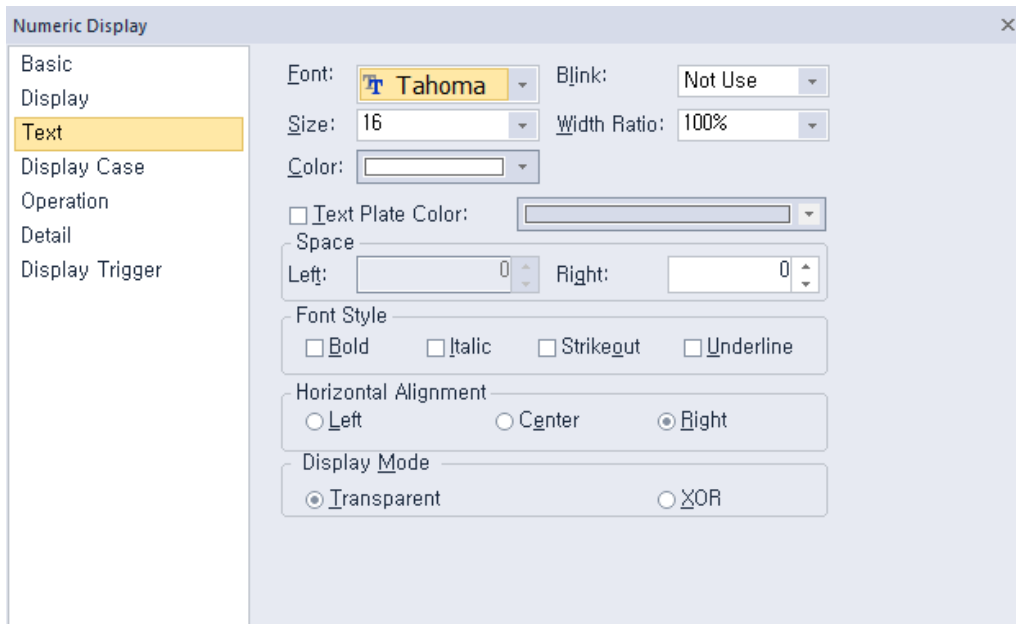 Numeric Display
Basic
Display
Text
Display Case
Operation
Detail
Display Trigger
Font: Tahoma Blink: Not Use
Size: 16 Width Ratio: 100%
Color:
Text Plate Color:
Space
Left: 0 Right: 0
Font Style
Bold Italic Strikeout Underline
Horizontal Alignment
Left Center Right
Display Mode
Transparent XOR